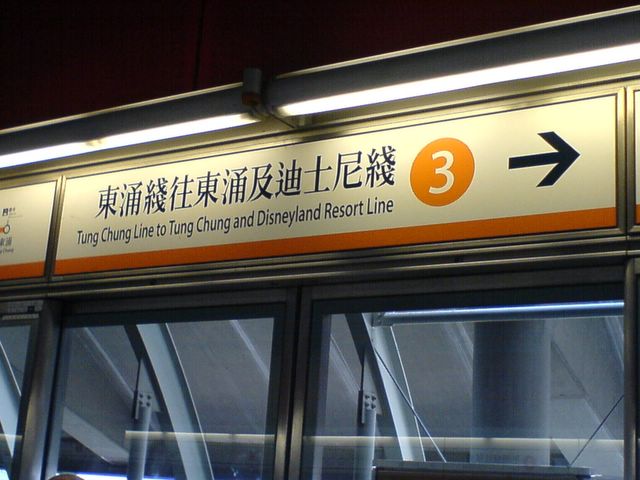 東涌綫往東涌及迪士尼綫
Tung Chung Line to Tung Chung and Disneyland Resort Line
3